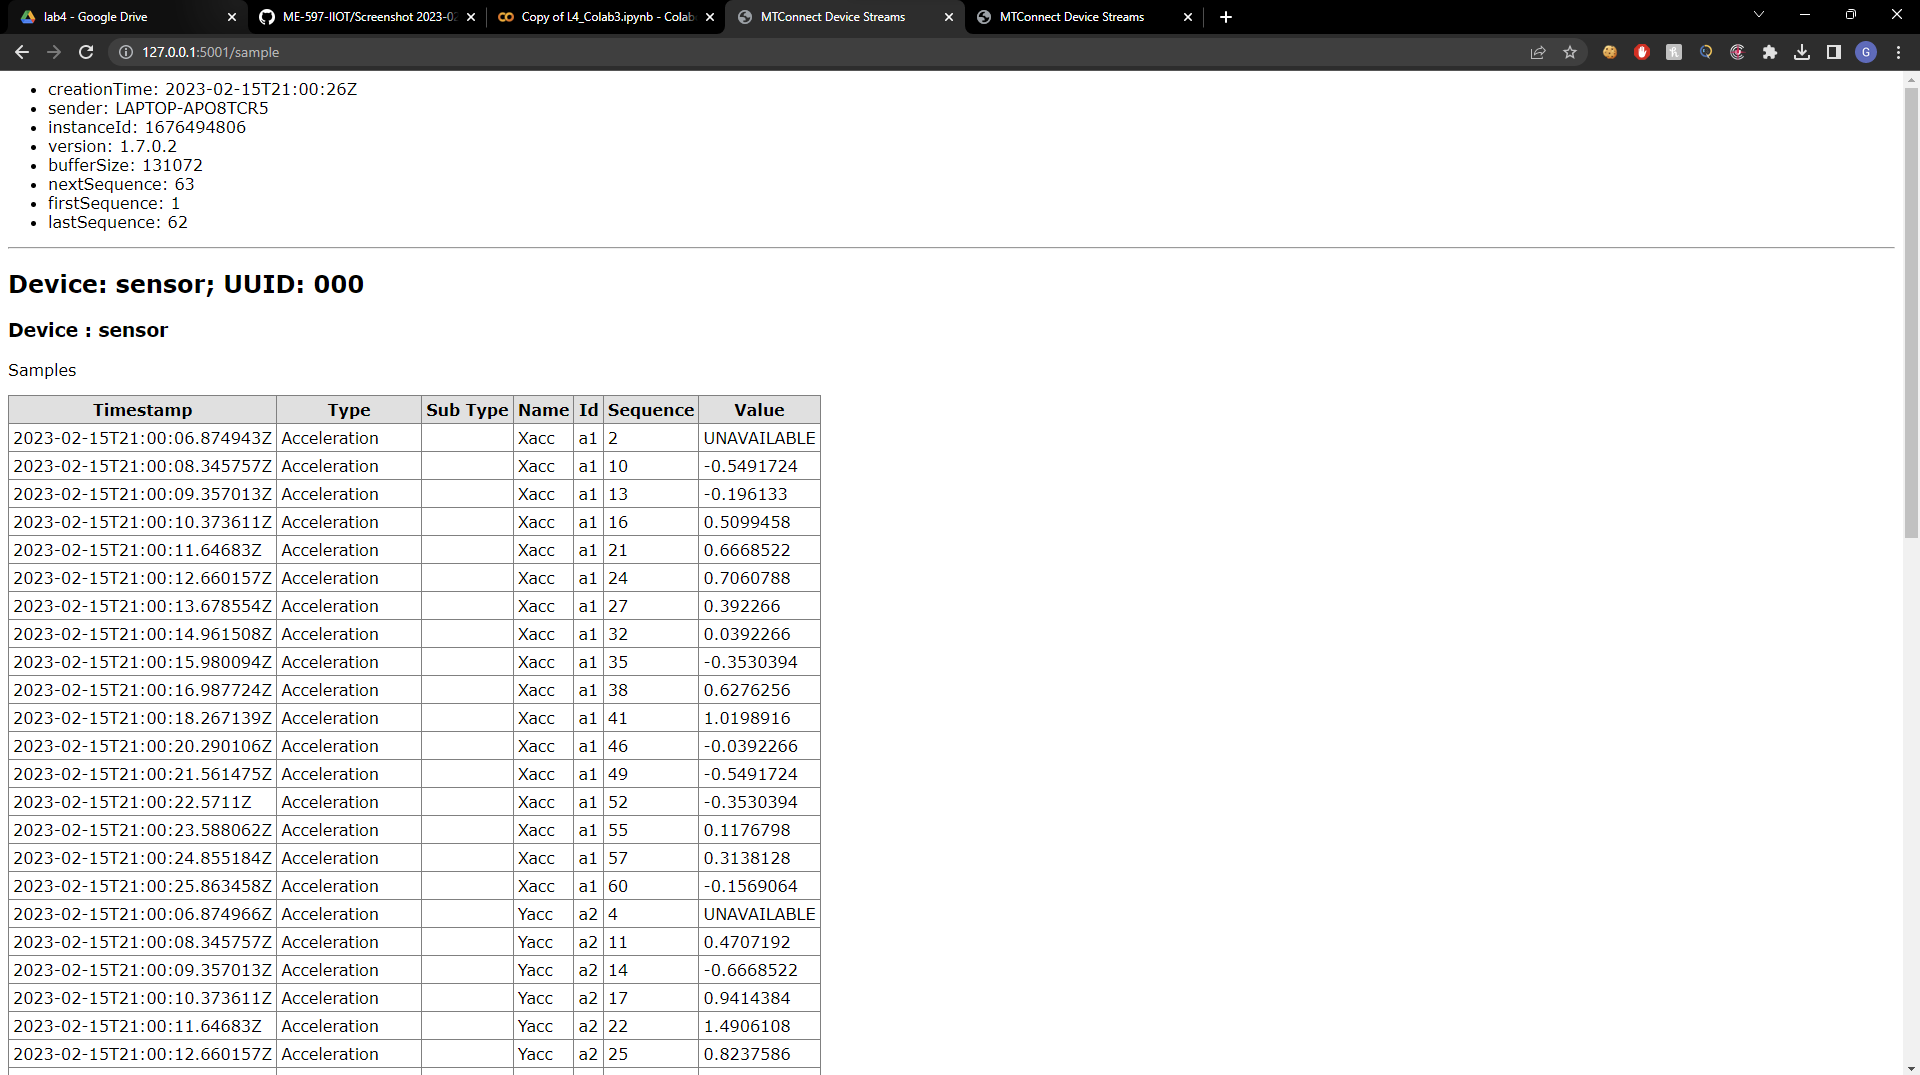 lab4 - Google Drive
ME-597-IIOT/Screenshot 2023-02
Copy of L4_Colab3.ipynb - Colab
MTConnect Device Streams
MTConnect Device Streams
127.0.0.1:5001/sample
G
creationTime: 2023-02-15T21:00:26Z
sender: LAPTOP-APO8TCR5
instanceId: 1676494806
version: 1.7.0.2
bufferSize: 131072
nextSequence: 63
firstSequence: 1
lastSequence: 62
Device: sensor; UUID: 000
Device : sensor
Samples
Timestamp Type Sub Type Name Id Sequence Value
2023-02-15T21:00:06.874943Z Acceleration Xacc a1 2 UNAVAILABLE
2023-02-15T21:00:08.345757Z Acceleration Xacc a1 10 -0.5491724
2023-02-15T21:00:09.357013Z Acceleration Xacc a1 13 -0.196133
2023-02-15T21:00:10.373611Z Acceleration Xacc a1 16 0.5099458
2023-02-15T21:00:11.64683Z Acceleration Xacc a1 21 0.6668522
2023-02-15T21:00:12.660157Z Acceleration Xacc a1 24 0.7060788
2023-02-15T21:00:13.678554Z Acceleration Xacc a1 27 0.392266
2023-02-15T21:00:14.961508Z Acceleration Xacc a1 32 0.0392266
2023-02-15T21:00:15.980094Z Acceleration Xacc a1 35 -0.3530394
2023-02-15T21:00:16.987724Z Acceleration Xacc a1 38 0.6276256
2023-02-15T21:00:18.267139Z Acceleration Xacc a1 41 1.0198916
2023-02-15T21:00:20.290106Z Acceleration Xacc a1 46 -0.0392266
2023-02-15T21:00:21.561475Z Acceleration Xacc a1 49 -0.5491724
2023-02-15T21:00:22.5711Z Acceleration Xacc a1 52 -0.3530394
2023-02-15T21:00:23.588062Z Acceleration Xacc a1 55 0.1176798
2023-02-15T21:00:24.855184Z Acceleration Xacc a1 57 0.3138128
2023-02-15T21:00:25.863458Z Acceleration Xacc a1 60 -0.1569064
2023-02-15T21:00:06.874966Z Acceleration Yacc a2 4 UNAVAILABLE
2023-02-15T21:00:08.345757Z Acceleration Yacc a2 11 0.4707192
2023-02-15T21:00:09.357013Z Acceleration Yacc a2 14 -0.6668522
2023-02-15T21:00:10.373611Z Acceleration Yacc a2 17 0.9414384
2023-02-15T21:00:11.64683Z Acceleration Yacc a2 22 1.4906108
2023-02-15T21:00:12.660157Z Acceleration Yacc a2 25 0.8237586